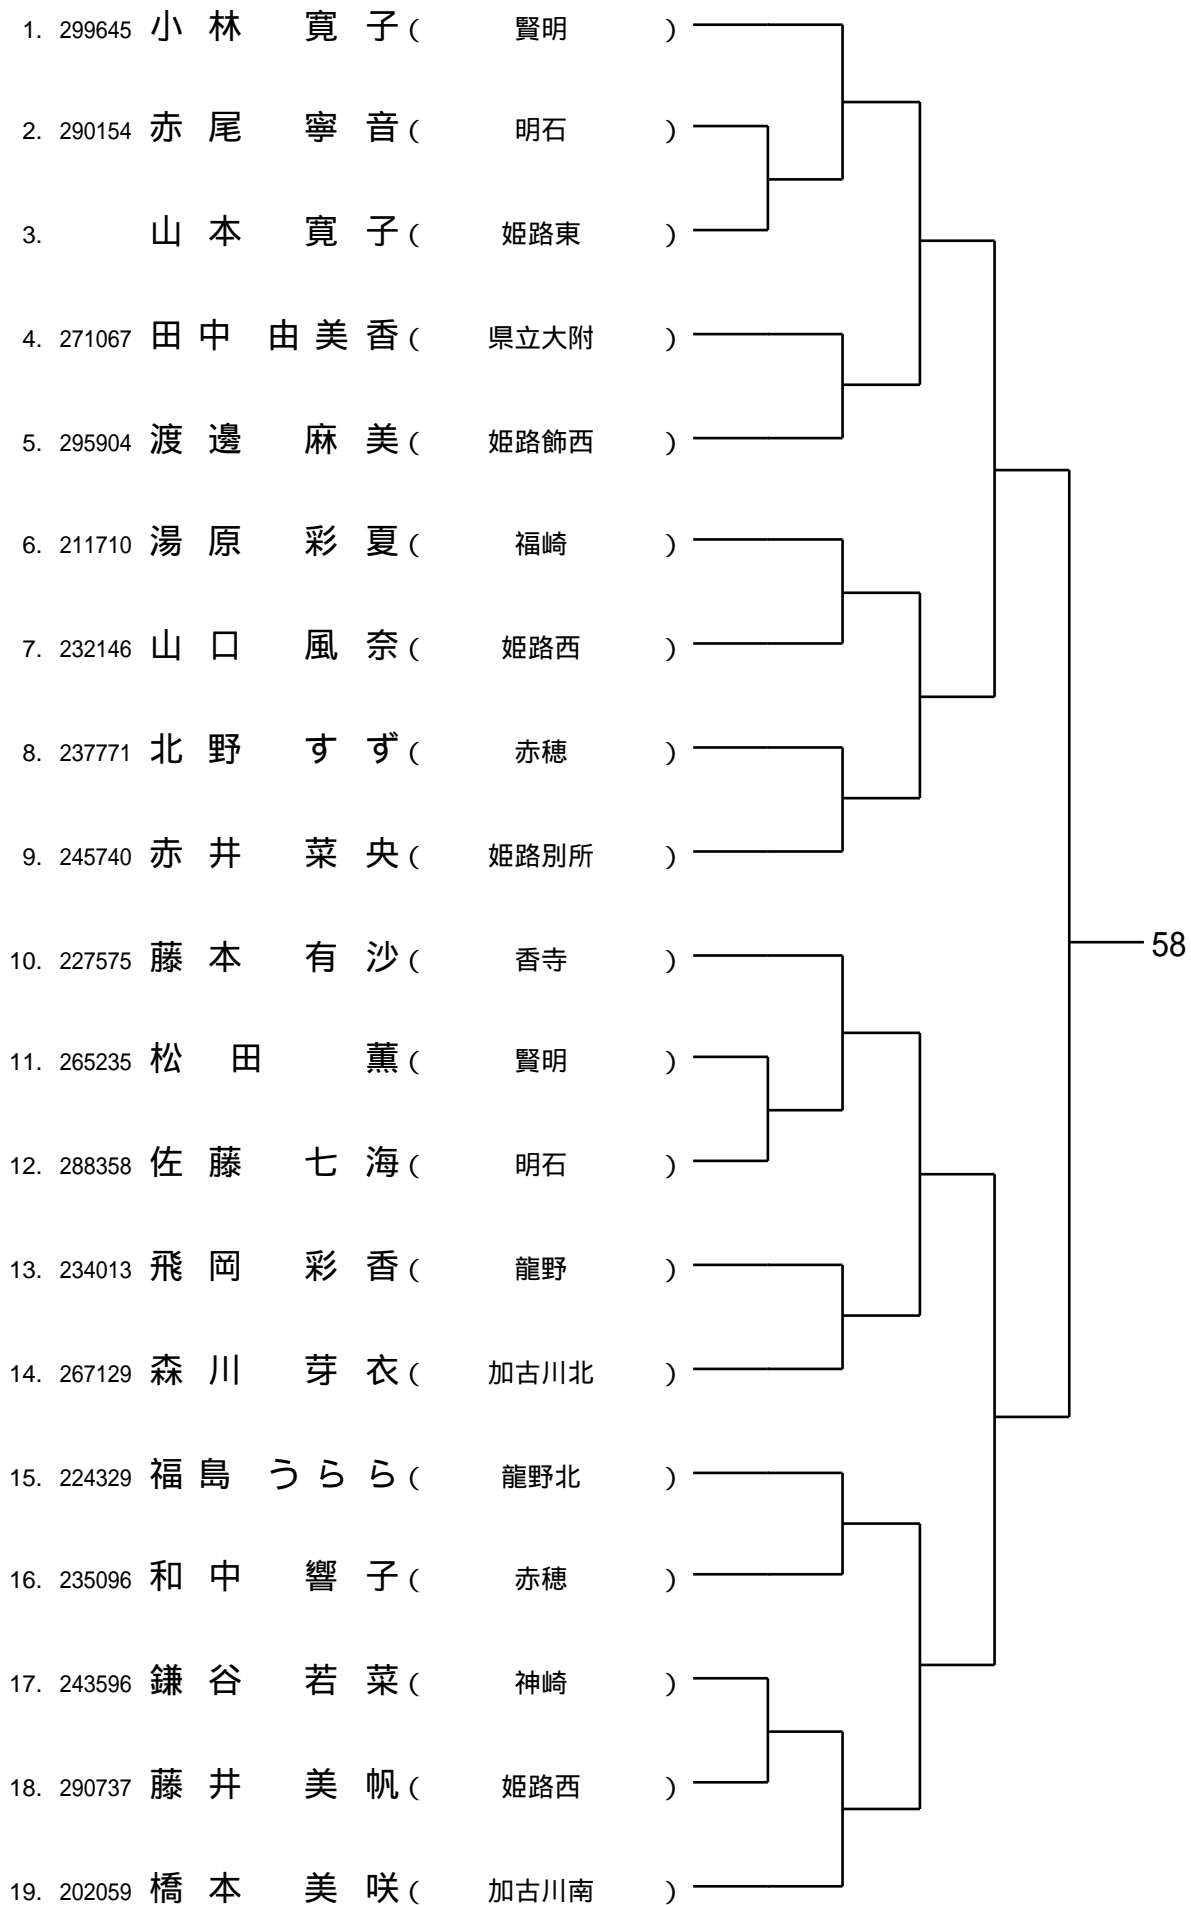 1. 299645 小林 寛子 ( 賢明 )
2. 290154 赤尾 寧音 ( 明石 )
3. 山本 寛子 ( 姫路東 )
4. 271067 田中 由美香 ( 県立大附 )
5. 295904 渡邊 麻美 ( 姫路飾西 )
6. 211710 湯原 彩夏 ( 福崎 )
7. 232146 山口 風奈 ( 姫路西 )
8. 237771 北野 すず ( 赤穂 )
9. 245740 赤井 菜央 ( 姫路別所 )
10. 227575 藤本 有沙 ( 香寺 )
58
11. 265235 松田 薫 ( 賢明 )
12. 288358 佐藤 七海 ( 明石 )
13. 234013 飛岡 彩香 ( 龍野 )
14. 267129 森川 芽衣 ( 加古川北 )
15. 224329 福島 うらら ( 龍野北 )
16. 235096 和中 響子 ( 赤穂 )
17. 243596 鎌谷 若菜 ( 神崎 )
18. 290737 藤井 美帆 ( 姫路西 )
19. 202059 橋本 美咲 ( 加古川南 )